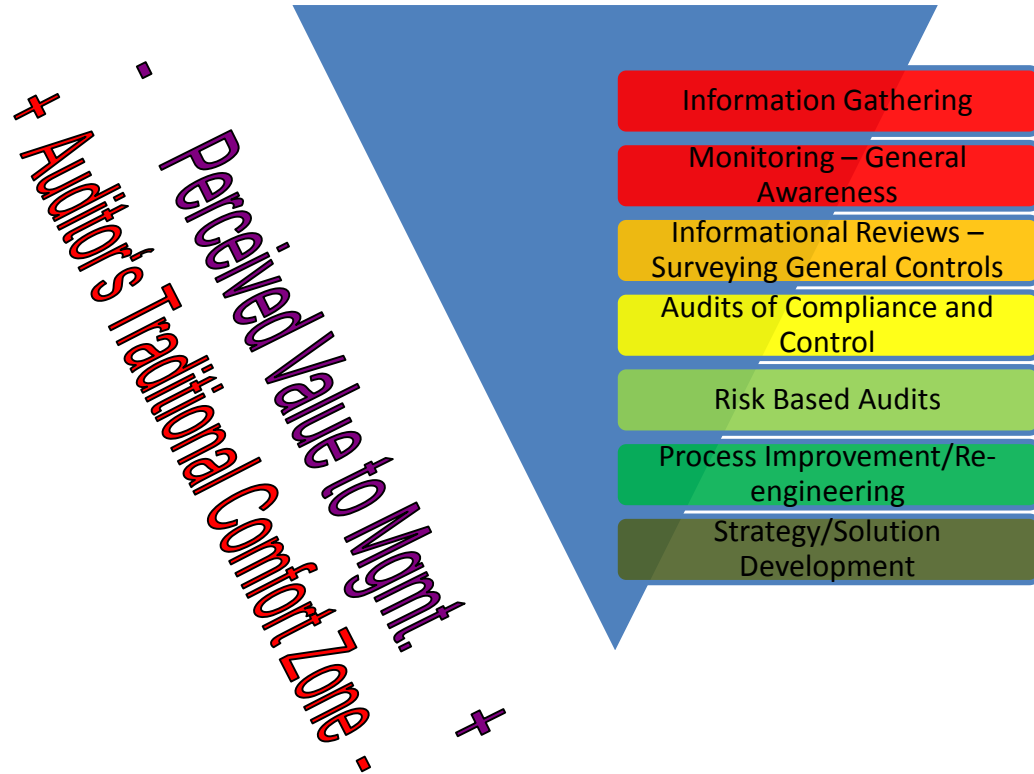 - Perceived Value to Mgmt. +
+ Auditor's Traditional Comfort Zone -
Information Gathering
Monitoring – General
Awareness
Informational Reviews –
Surveying General Controls
Audits of Compliance and
Control
Risk Based Audits
Process Improvement/Re-
engineering
Strategy/Solution
Development